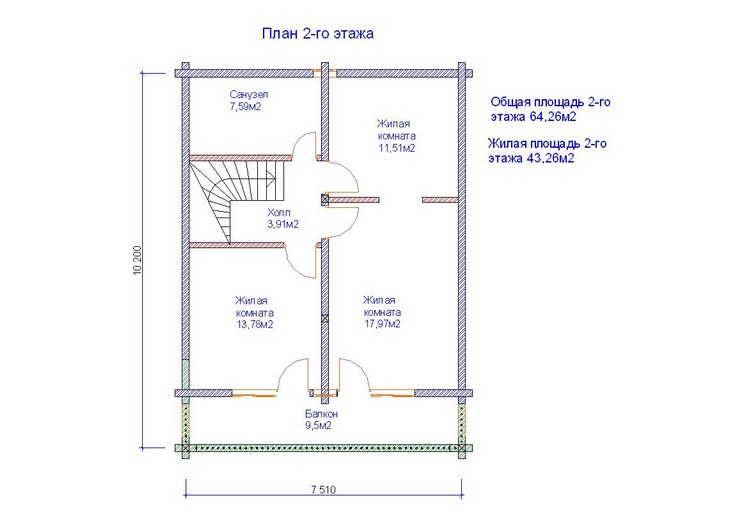 План 2-го этажа
Санузел
7,59м2
Жилая
комната
11,51м2
Общая площадь 2-го
этажа 64,26м2
Жилая площадь 2-го
этажа 43,26м2
Холл
3,91м2
10 200
Жилая
комната
13,78м2
Жилая
комната
17,97м2
Балкон
9,5м2
7 510